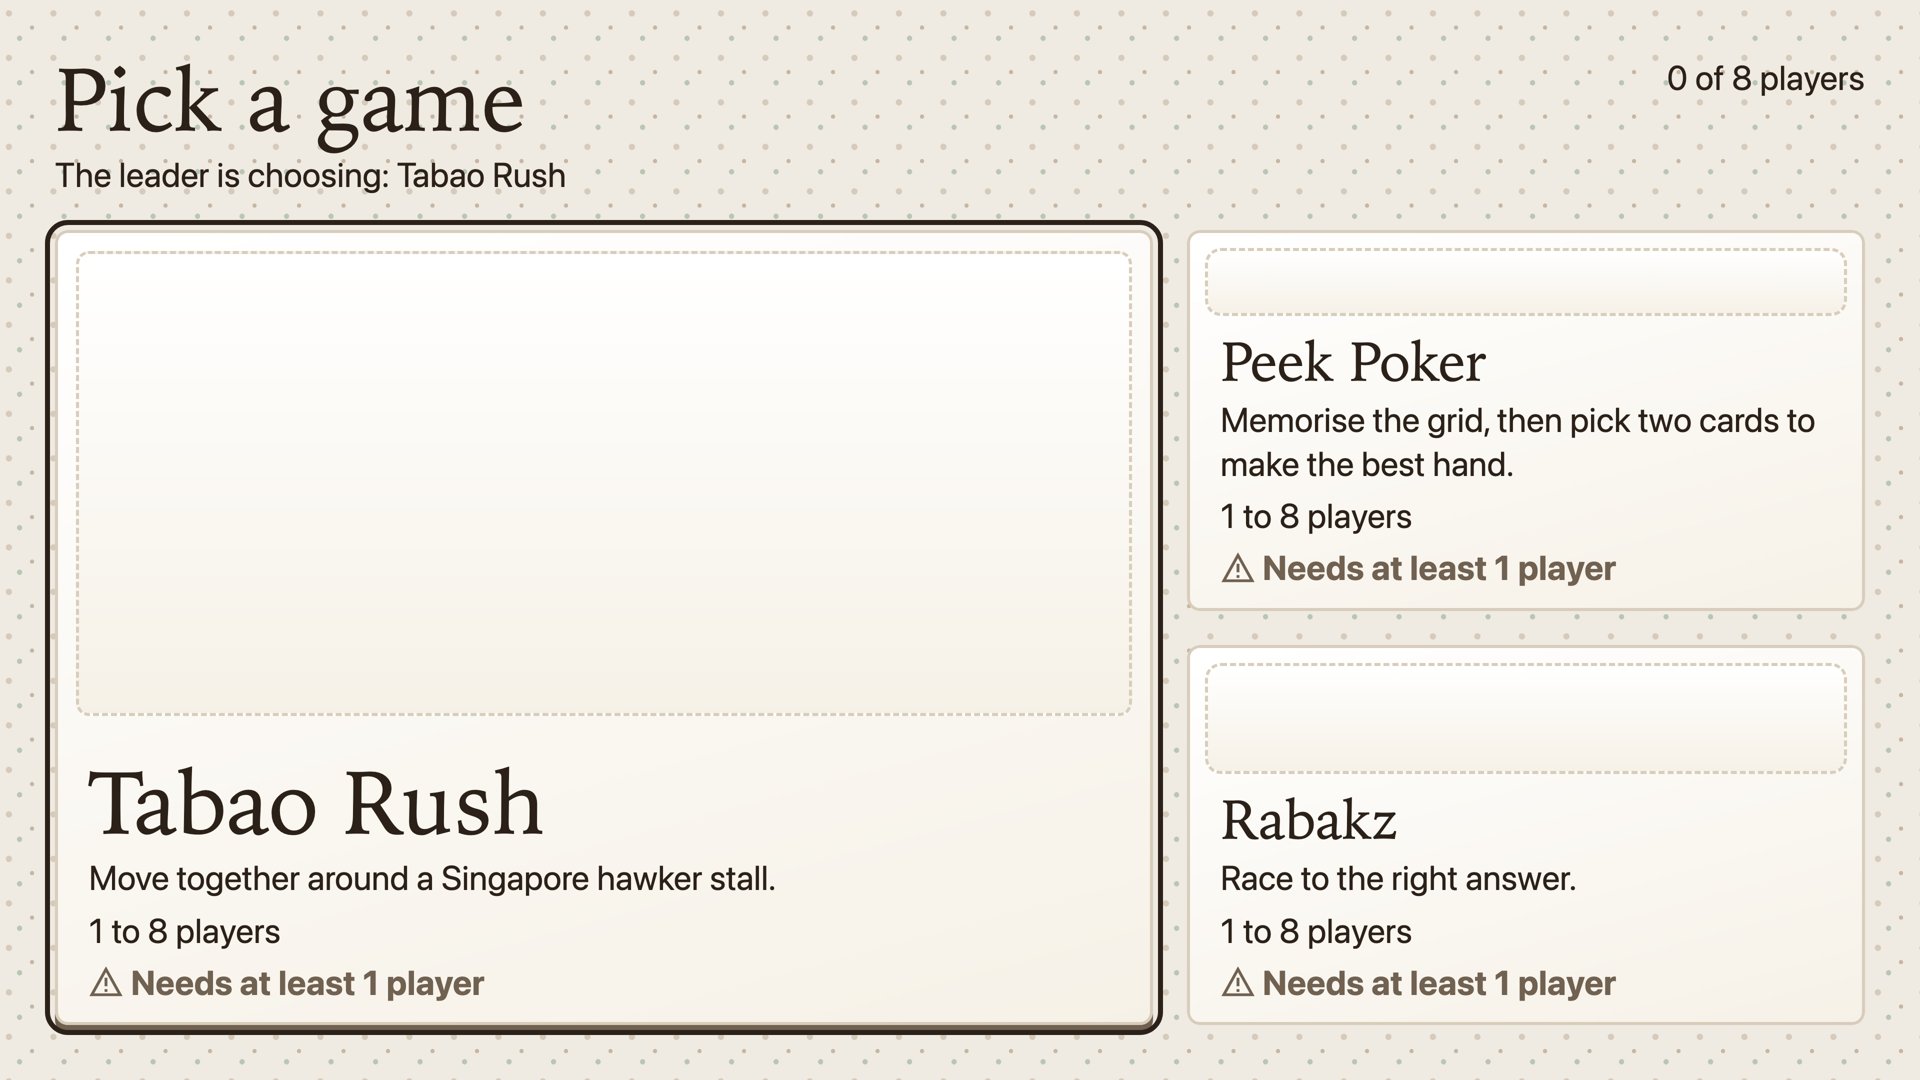 Pick a game
0 of 8 players
The leader is choosing: Tabao Rush
Tabao Rush
Move together around a Singapore hawker stall.
1 to 8 players
Needs at least 1 player
Peek Poker
Memorise the grid, then pick two cards to
make the best hand.
1 to 8 players
Needs at least 1 player
Rabakz
Race to the right answer.
1 to 8 players
Needs at least 1 player